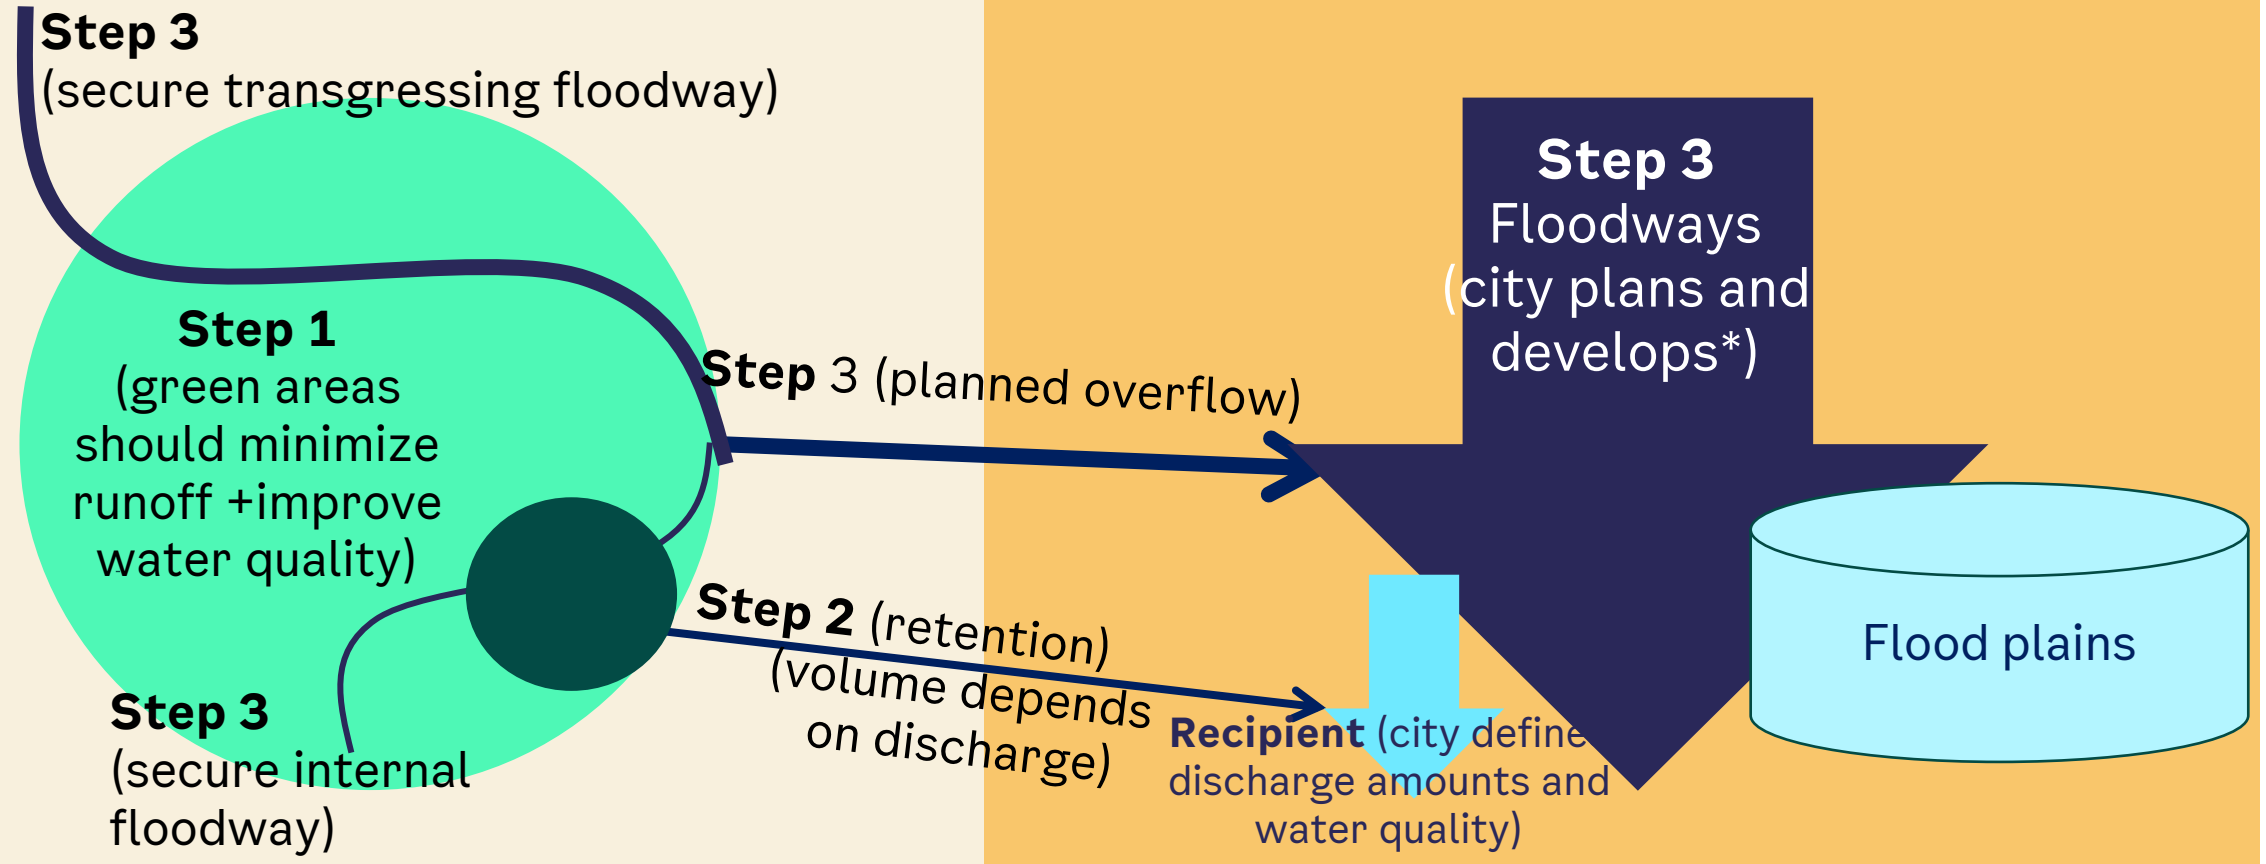 Step 3
(secure transgressing floodway)
Step 1
(green areas
should minimize
runoff +improve
water quality)
Step 3
(secure internal
floodway)
Step 3 (planned overflow)
Step 2 (retention)
(volume depends
on discharge)
Step 3
Floodways
(city plans and
develops*)
Recipient (city define
discharge amounts and
water quality)
Flood plains